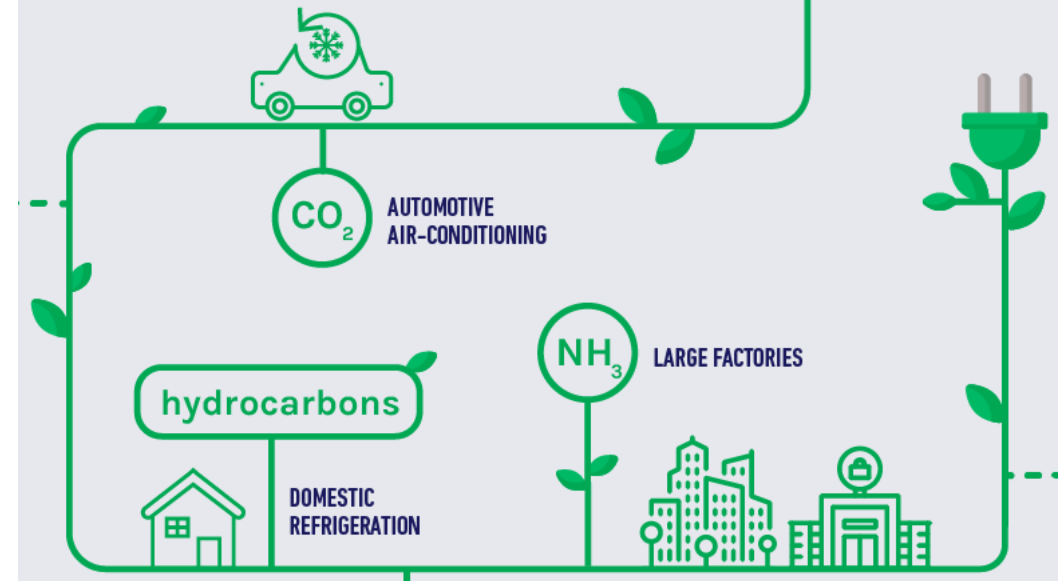 CO₂
AUTOMOTIVE
AIR-CONDITIONING
NH₃
LARGE FACTORIES
hydrocarbons
DOMESTIC
REFRIGERATION